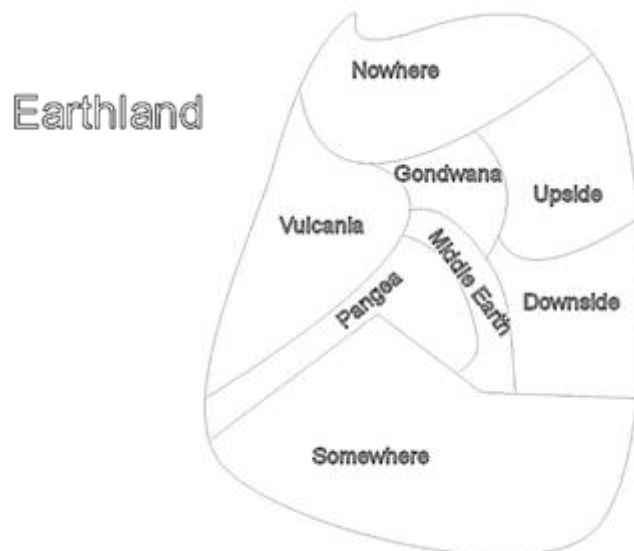 Nowhere
Earthland
Gondwana
Upside
Vulcania
Middle Earth
Pangea
Downside
Somewhere